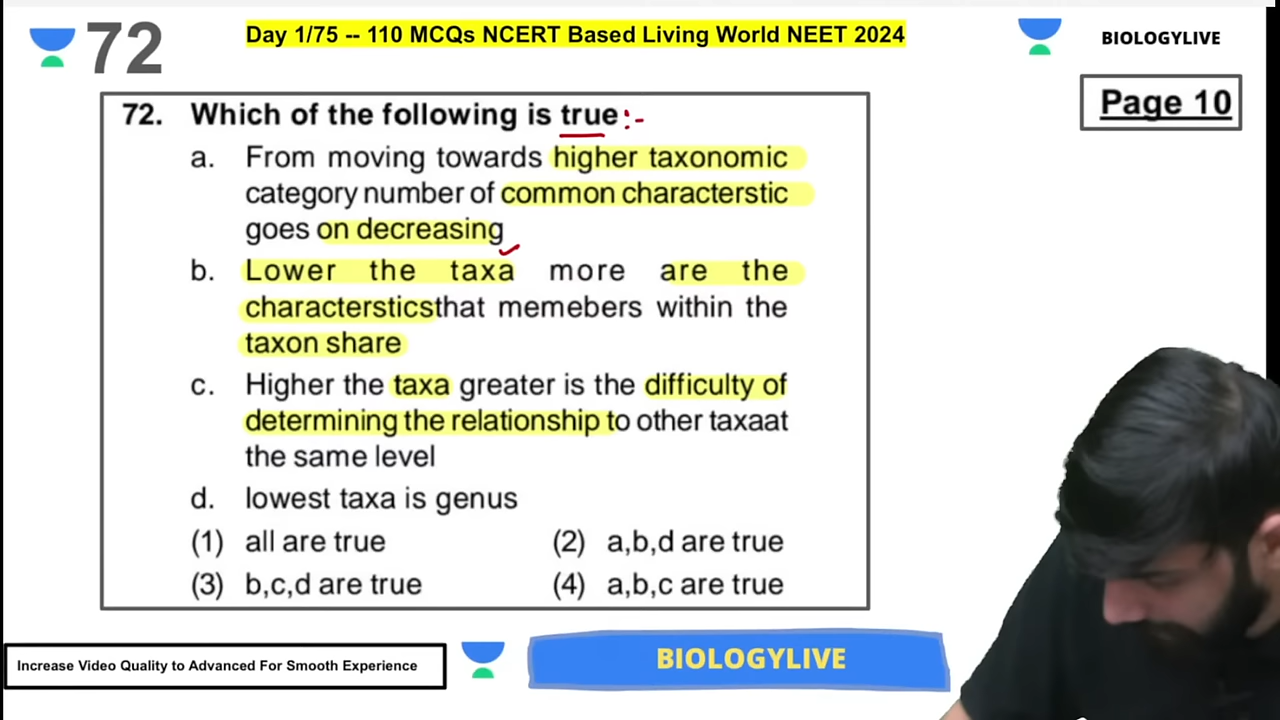 72
Day 1/75 -- 110 MCQs NCERT Based Living World NEET 2024
BIOLOGYLIVE
Page 10
72. Which of the following is true :-
a. From moving towards higher taxonomic
category number of common characterstic
goes on decreasing
b. Lower the taxa more are the
charactersticsthat memebers within the
taxon share
c. Higher the taxa greater is the difficulty of
determining the relationship to other taxaat
the same level
d. lowest taxa is genus
(1) all are true (2) a,b,d are true
(3) b,c,d are true (4) a,b,c are true
Increase Video Quality to Advanced For Smooth Experience
BIOLOGYLIVE